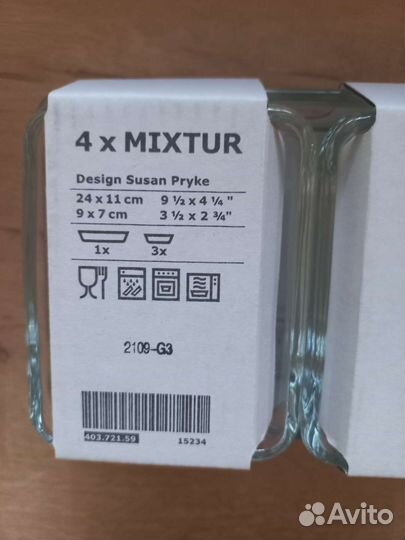 4 x MIXTUR
Design Susan Pryke
24 x 11 cm 9 ½ x 4 ¼ "
9 x 7 cm 3 ½ x 2 ¾"
1x 3x
2109-G3
403.721.59 15234
Avito